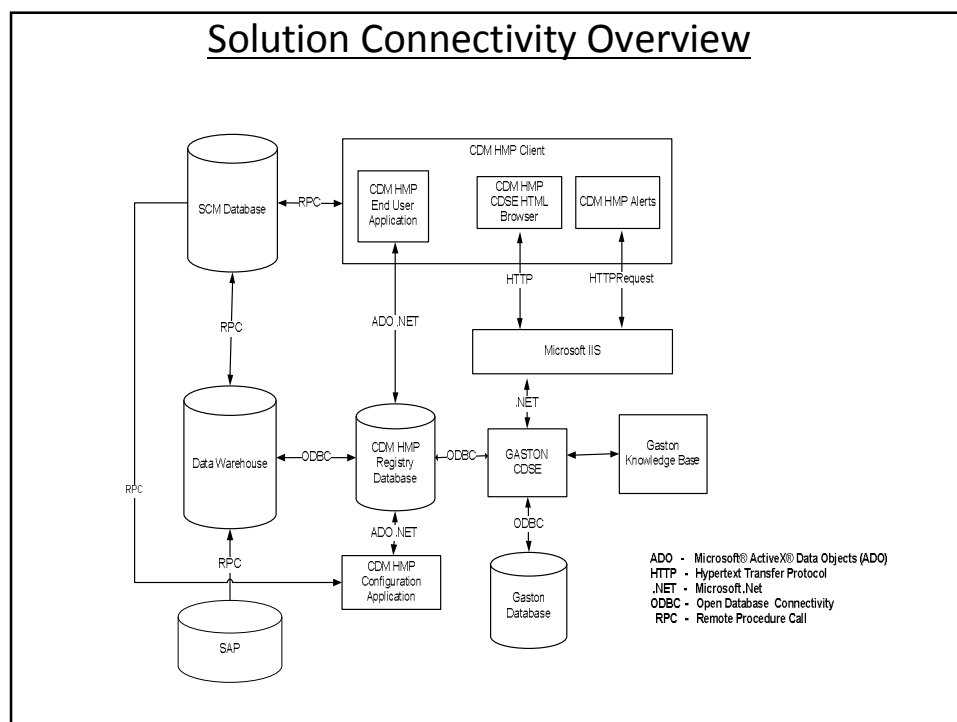 Solution Connectivity Overview
CDM HMP Client
SCM Database
RPC
CDM HMP
End User
Application
CDM HMP
CDSE HTML
Browser
CDM HMP Alerts
HTTP
HTTPRequest
RPC
ADO .NET
Microsoft IIS
.NET
Data Warehouse
ODBC
CDM HMP
Registry
Database
ODBC
GASTON
CDSE
Gaston
Knowledge Base
RPC
ADO .NET
ODBC
RPC
CDM HMP
Configuration
Application
Gaston
Database
SAP
ADO - Microsoft® ActiveX® Data Objects (ADO)
HTTP - Hypertext Transfer Protocol
.NET - Microsoft.Net
ODBC - Open Database Connectivity
RPC - Remote Procedure Call